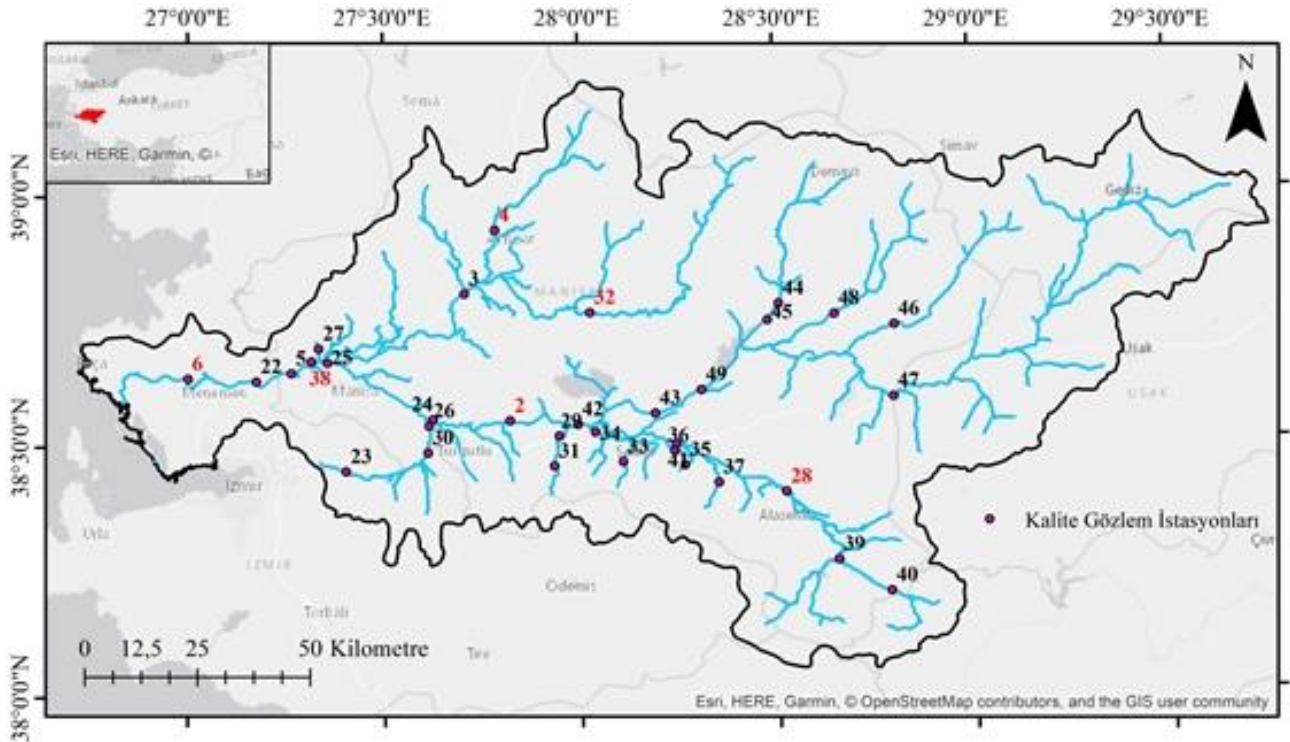 27°0'0"E 27°30'0"E 28°0'0"E 28°30'0"E 29°0'0"E 29°30'0"E
Istanbul
Ankara
TURKEY
Esri, HERE, Garmin, ©
N
Soma
Simav
Demirci
Gediz
39°0'0"N
4
3
MANISA
32
44
45
48
46
Uşak
UŞAK
27
5
25
22
6
38
Menemen
Manisa
49
47
43
2
42
24
26
29
34
36
30
33
35
41
Turgutlu
31
37
28
23
38°30'0"N
İzmir
Alaşehir
Kalite Gözlem İstasyonları
Urla
İZMİR
39
40
Ödemiş
Torbalı
0 12,5 25 50 Kilometre
38°0'0"N
Esri, HERE, Garmin, © OpenStreetMap contributors, and the GIS user community